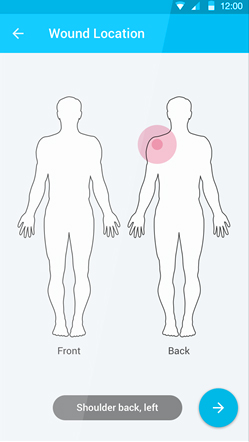 12:00
Wound Location
Front
Back
Shoulder back, left